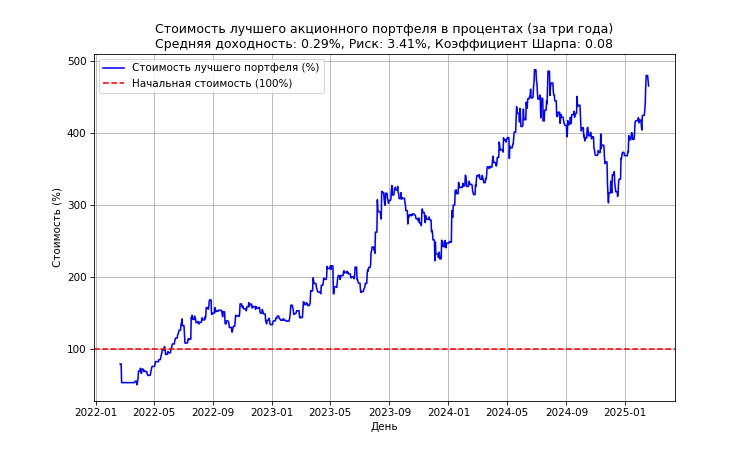 Стоимость лучшего акционного портфеля в процентах (за три года)
Средняя доходность: 0.29%, Риск: 3.41%, Коэффициент Шарпа: 0.08
Стоимость лучшего портфеля (%)
Начальная стоимость (100%)
500
400
300
200
100
Стоимость (%)
2022-01 2022-05 2022-09 2023-01 2023-05 2023-09 2024-01 2024-05 2024-09 2025-01
День